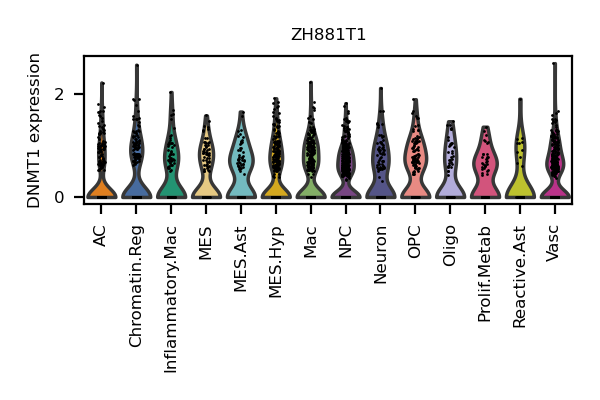 ZH881T1
DNMT1 expression
2
0
AC
Chromatin.Reg
Inflammatory.Mac
MES
MES.Ast
MES.Hyp
Mac
NPC
Neuron
OPC
Oligo
Prolif.Metab
Reactive.Ast
Vasc